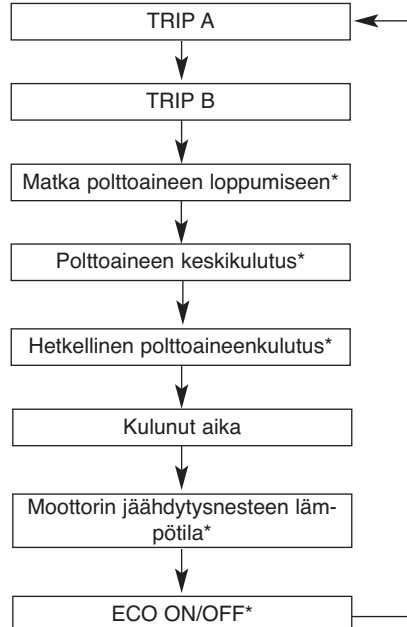 TRIP A
TRIP B
Matka polttoaineen loppumiseen*
Polttoaineen keskikulutus*
Hetkellinen polttoaineenkulutus*
Kulunut aika
Moottorin jäähdytysnesteen läm-
pötila*
ECO ON/OFF*